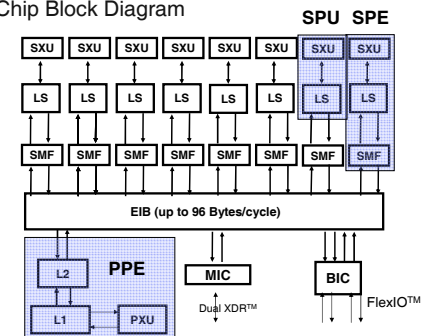 Chip Block Diagram
SPU SPE
SXU SXU SXU SXU SXU SXU SXU SXU
LS LS LS LS LS LS LS LS
SMF SMF SMF SMF SMF SMF SMF SMF
EIB (up to 96 Bytes/cycle)
PPE
L2
MIC
BIC
L1
PXU
Dual XDR™
FlexIO™